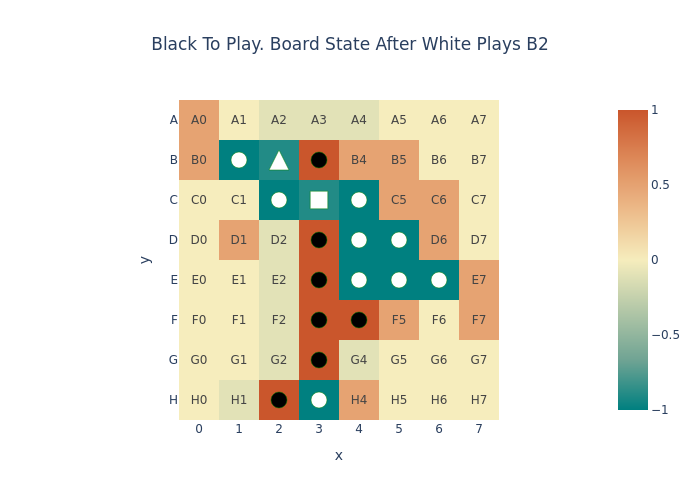 Black To Play. Board State After White Plays B2
A A0 A1 A2 A3 A4 A5 A6 A7
B B0 B4 B5 B6 B7
C C0 C1 C5 C6 C7
D D0 D1 D2 D6 D7
E E0 E1 E2 E7
F F0 F1 F2 F5 F6 F7
G G0 G1 G2 G4 G5 G6 G7
H H0 H1 H4 H5 H6 H7
0 1 2 3 4 5 6 7
x
y
1
0.5
0
−0.5
−1